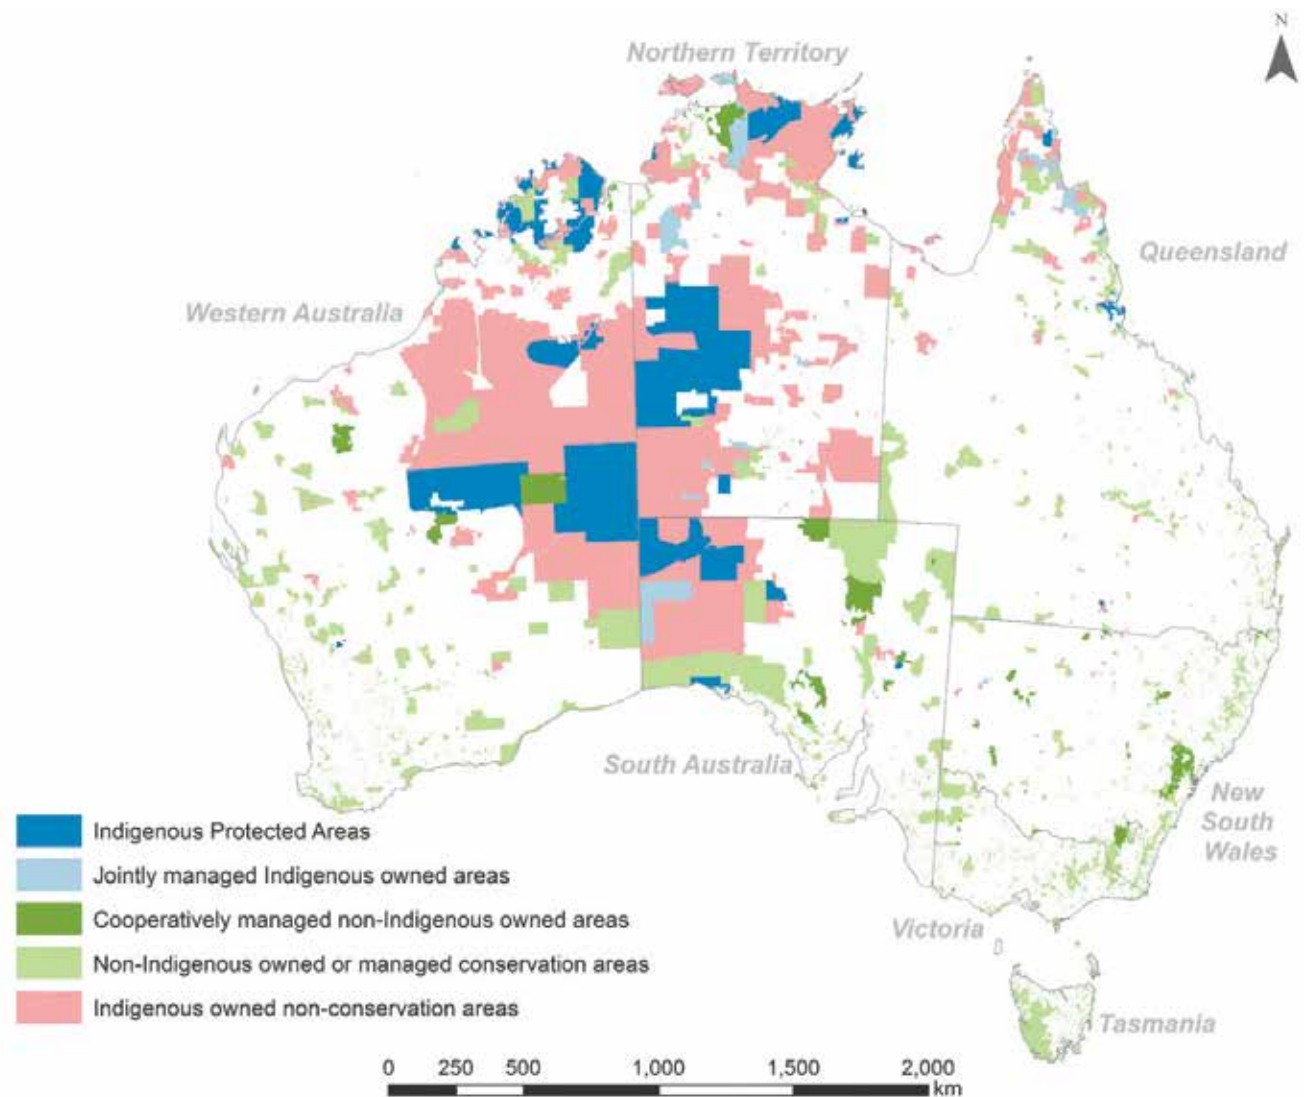 N
Northern Territory
Queensland
Western Australia
South Australia
New
South
Wales
Victoria
Tasmania
Indigenous Protected Areas
Jointly managed Indigenous owned areas
Cooperatively managed non-Indigenous owned areas
Non-Indigenous owned or managed conservation areas
Indigenous owned non-conservation areas
0 250 500 1,000 1,500 2,000
km